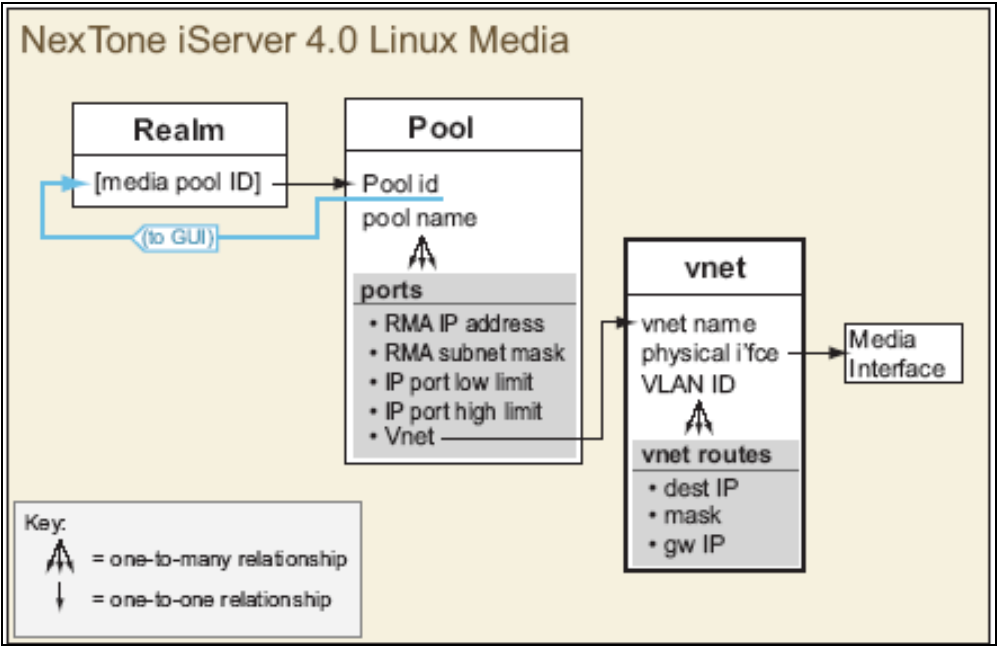 NexTone iServer 4.0 Linux Media
Realm
[media pool ID]
(to GUI)
Pool
Pool id
pool name
ports
• RMA IP address
• RMA subnet mask
• IP port low limit
• IP port high limit
• Vnet
vnet
vnet name
physical i'fce
VLAN ID
vnet routes
• dest IP
• mask
• gw IP
Media
Interface
Key:
= one-to-many relationship
= one-to-one relationship